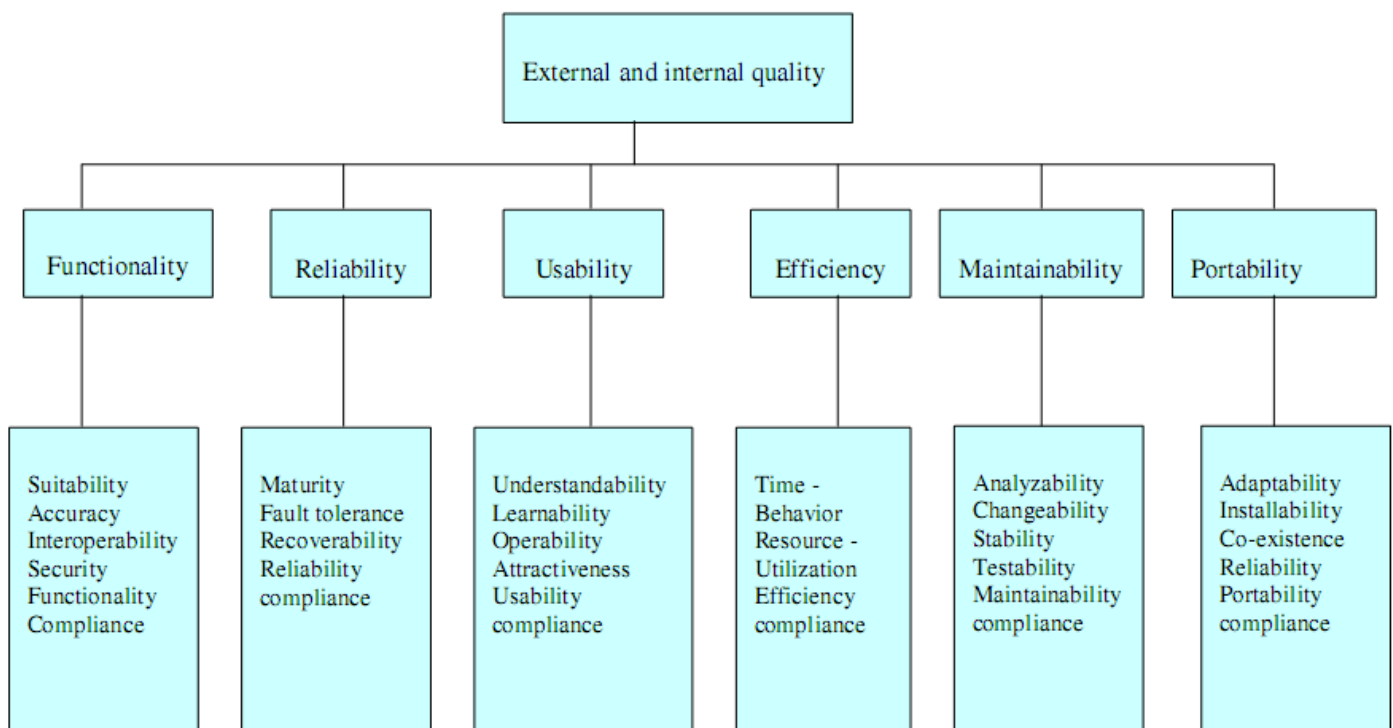 External and internal quality
Functionality
Reliability
Usability
Efficiency
Maintainability
Portability
Suitability
Accuracy
Interoperability
Security
Functionality
Compliance
Maturity
Fault tolerance
Recoverability
Reliability
compliance
Understandability
Learnability
Operability
Attractiveness
Usability
compliance
Time -
Behavior
Resource -
Utilization
Efficiency
compliance
Analyzability
Changeability
Stability
Testability
Maintainability
compliance
Adaptability
Installability
Co-existence
Reliability
Portability
compliance